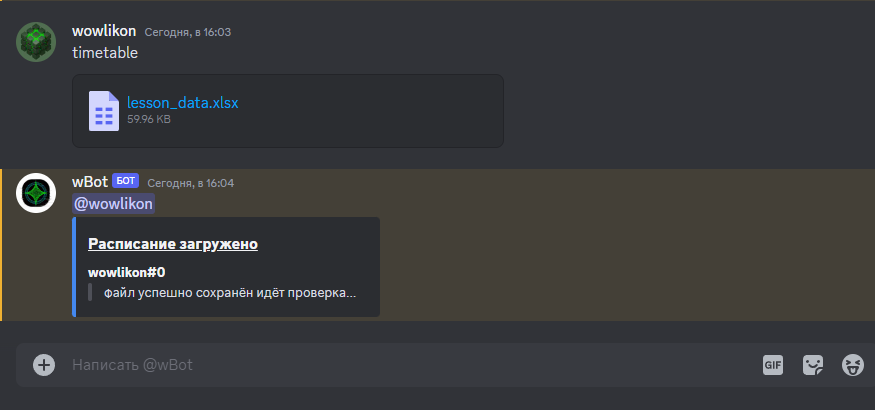 wowlikon Сегодня, в 16:03
timetable
lesson_data.xlsx
59.96 KB
wBot БОТ Сегодня, в 16:04
@wowlikon
Расписание загружено
wowlikon#0
файл успешно сохранён идёт проверка...
Написать @wBot
GIF